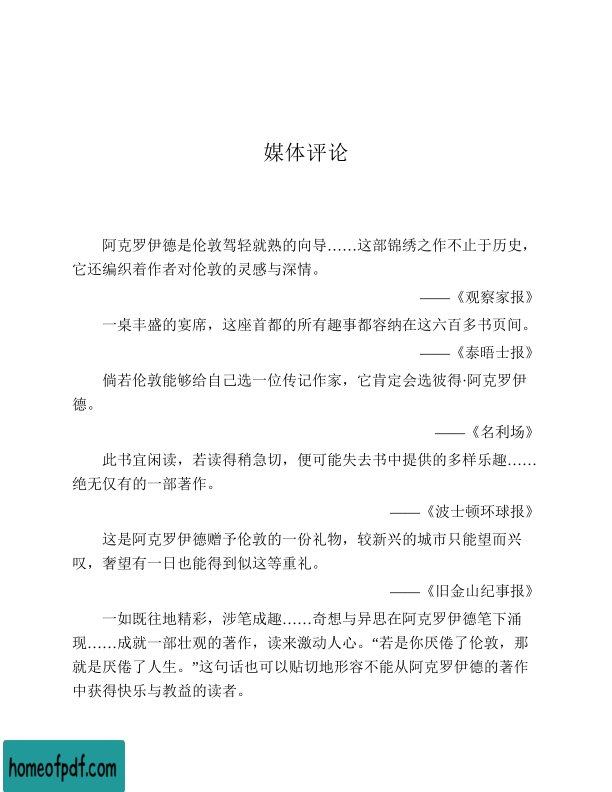 媒体评论
阿克罗伊德是伦敦驾轻就熟的向导……这部锦绣之作不止于历史，
它还编织着作者对伦敦的灵感与深情。
——《观察家报》
一桌丰盛的宴席，这座首都的所有趣事都容纳在这六百多书页间。
——《泰晤士报》
倘若伦敦能够给自己选一位传记作家，它肯定会选彼得·阿克罗伊
德。
——《名利场》
此书宜闲读，若读得稍急切，便可能失去书中提供的多样乐趣……
绝无仅有的一部著作。
——《波士顿环球报》
这是阿克罗伊德赠予伦敦的一份礼物，较新兴的城市只能望而兴
叹，奢望有一日也能得到似这等重礼。
——《旧金山纪事报》
一如既往地精彩，涉笔成趣……奇想与异思在阿克罗伊德笔下涌
现……成就一部壮观的著作，读来激动人心。“若是你厌倦了伦敦，那
就是厌倦了人生。”这句话也可以贴切地形容不能从阿克罗伊德的著作
中获得快乐与教益的读者。
homeofpdf.com